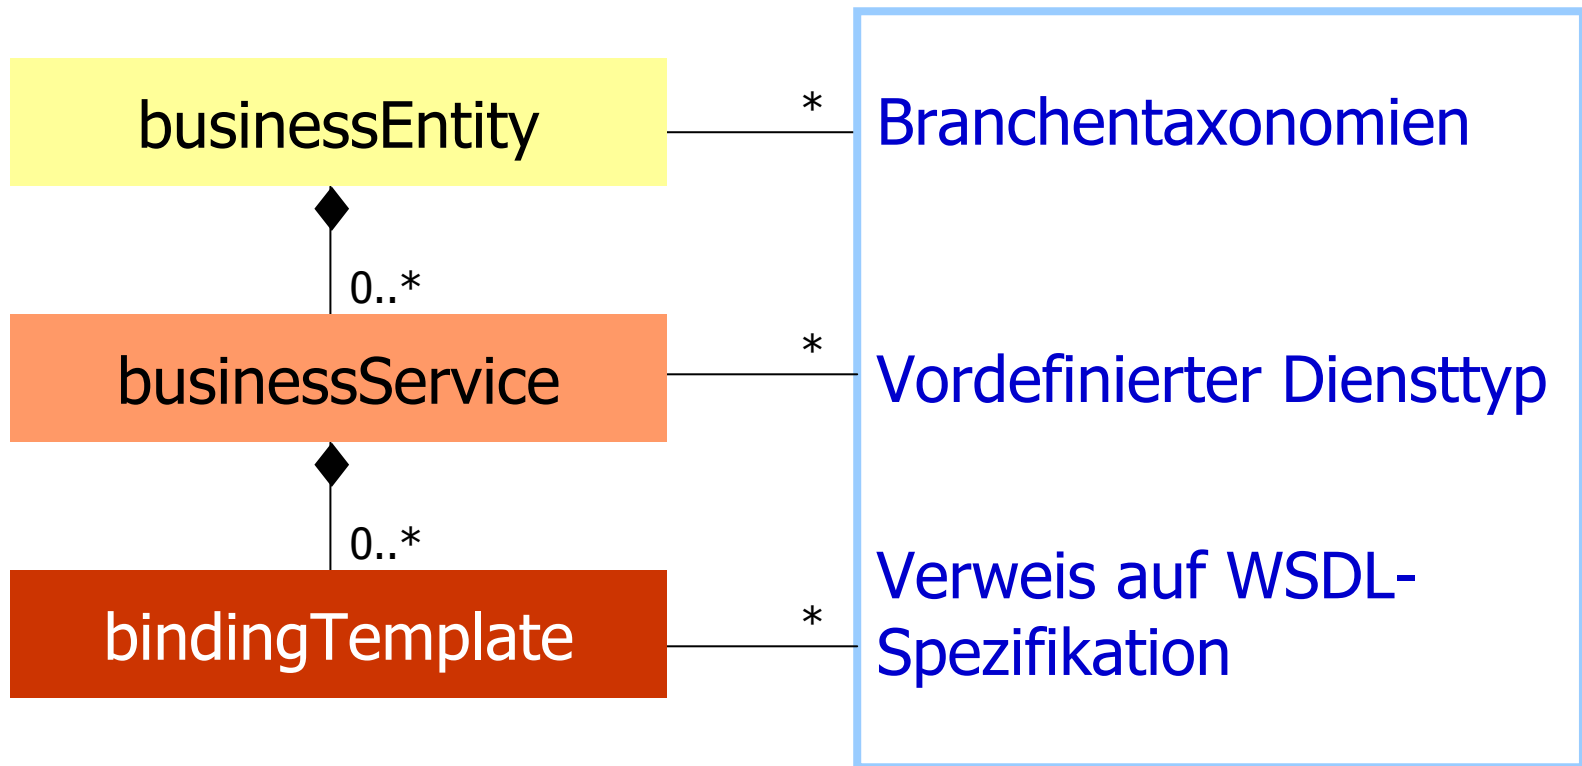 businessEntity
*
Branchentaxonomien
0..*
businessService
*
Vordefinierter Diensttyp
0..*
bindingTemplate
*
Verweis auf WSDL-
Spezifikation